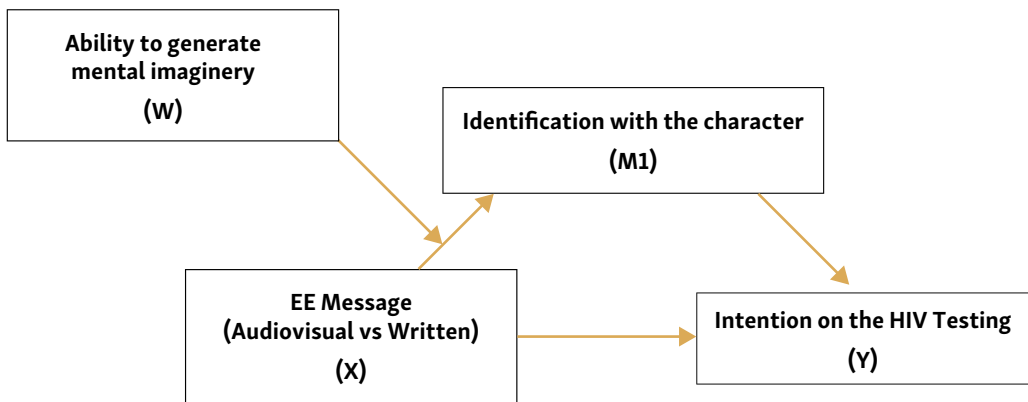 Ability to generate
mental imaginery
(W)
Identification with the character
(M1)
EE Message
(Audiovisual vs Written)
(X)
Intention on the HIV Testing
(Y)